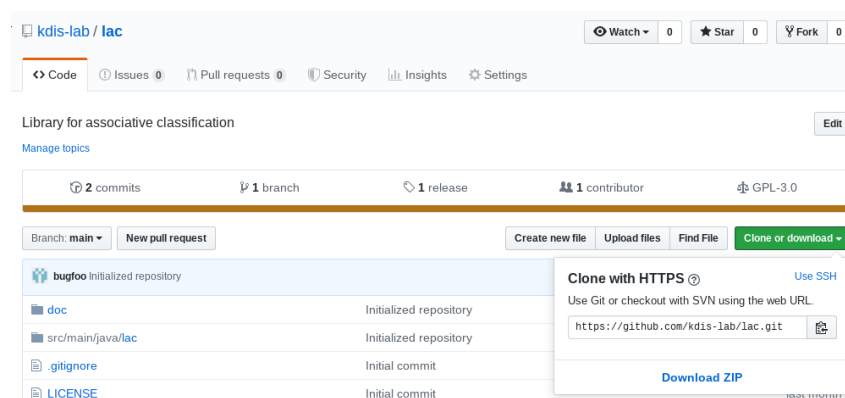 kdis-lab / lac
Watch 0 Star 0 Fork 0
Code Issues 0 Pull requests 0 Security Insights Settings
Library for associative classification
Edit
Manage topics
2 commits 1 branch 1 release 1 contributor GPL-3.0
Branch: main New pull request Create new file Upload files Find File Clone or download
bugfoo Initialized repository
Clone with HTTPS ? Use SSH
Use Git or checkout with SVN using the web URL.
https://github.com/kdis-lab/lac.git
Download ZIP
doc Initialized repository
src/main/java/lac Initialized repository
.gitignore Initial commit
LICENSE Initial commit last month